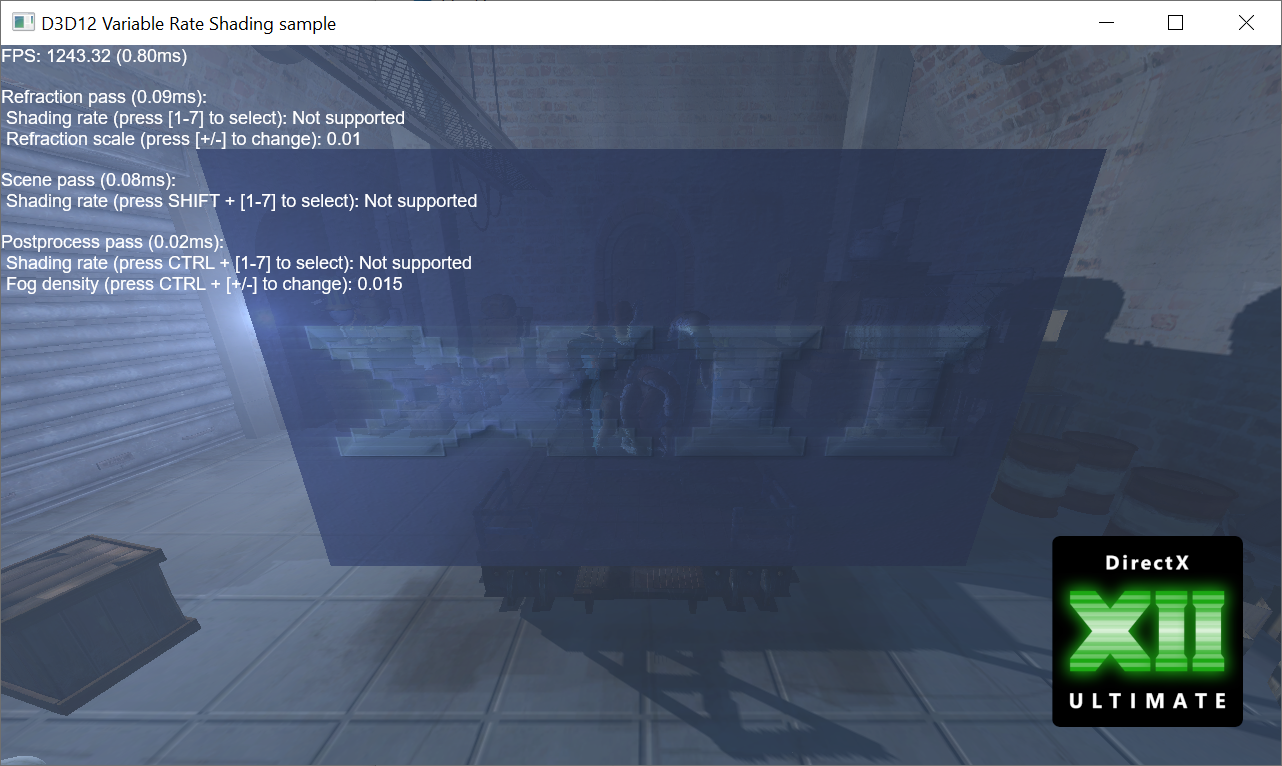 D3D12 Variable Rate Shading sample
FPS: 1243.32 (0.80ms)
Refraction pass (0.09ms):
Shading rate (press [1-7] to select): Not supported
Refraction scale (press [+/-] to change): 0.01
Scene pass (0.08ms):
Shading rate (press SHIFT + [1-7] to select): Not supported
Postprocess pass (0.02ms):
Shading rate (press CTRL + [1-7] to select): Not supported
Fog density (press CTRL + [+/-] to change): 0.015
XII
DirectX
XII
ULTIMATE